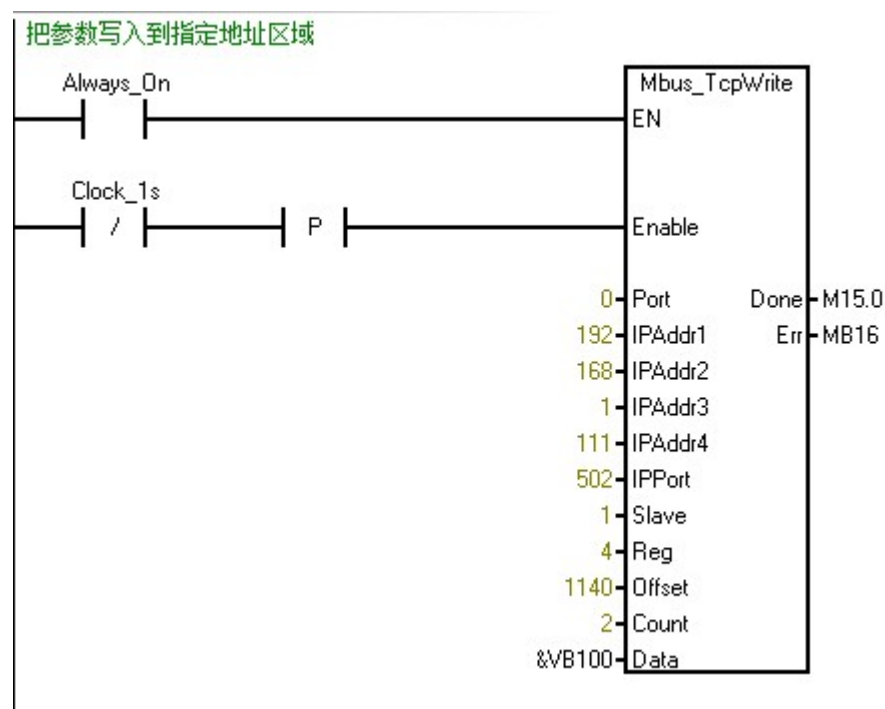 把参数写入到指定地址区域
Always_On
Mbus_TcpWrite
EN
Clock_1s
/ P Enable
0 Port Done M15.0
192 IPAddr1 Err MB16
168 IPAddr2
1 IPAddr3
111 IPAddr4
502 IPPort
1 Slave
4 Reg
1140 Offset
2 Count
&VB100 Data